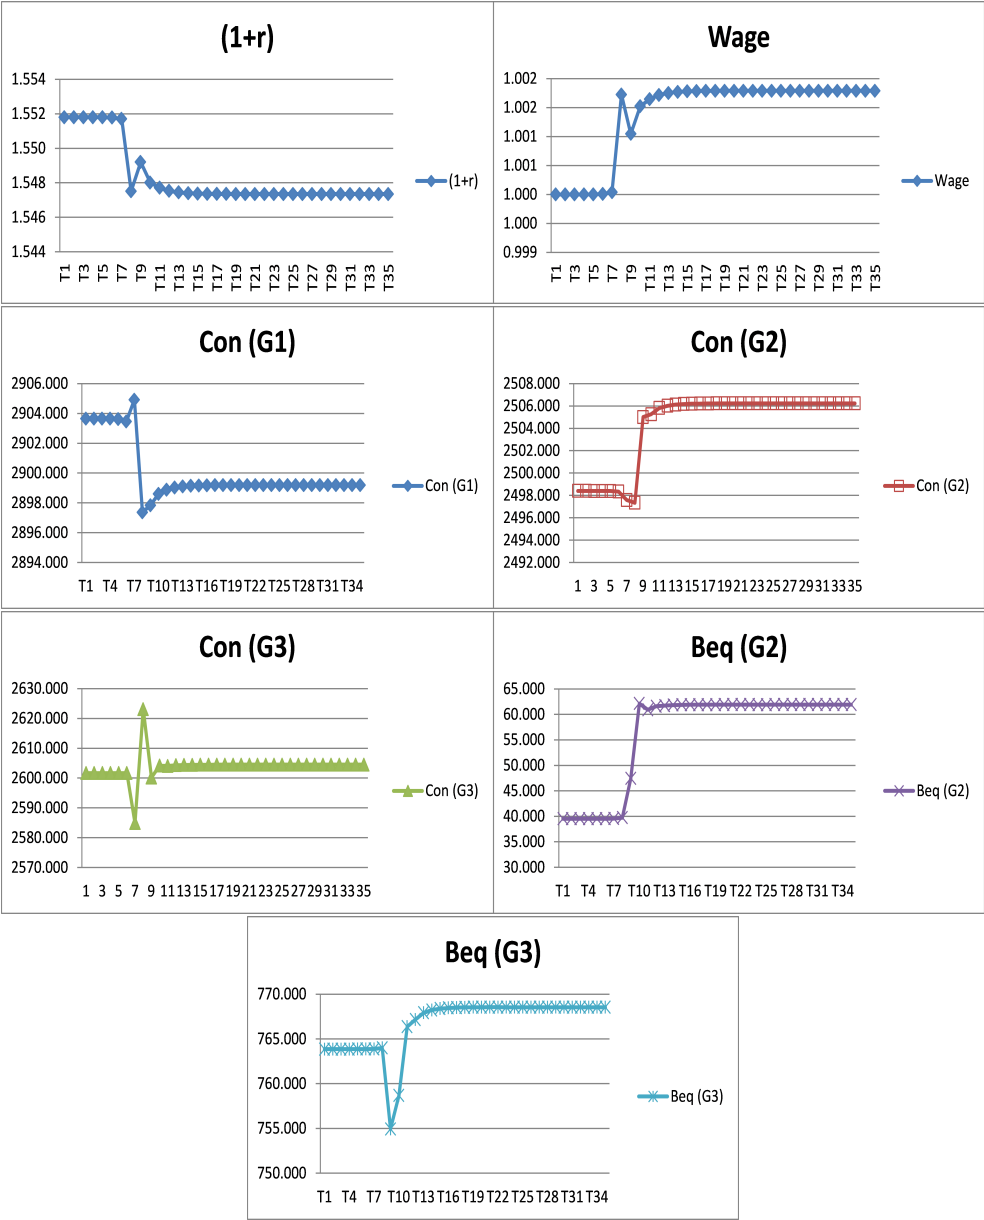 (1+r)
1.554
1.552
1.550
1.548
1.546
1.544
T1 T3 T5 T7 T9 T11 T13 T15 T17 T19 T21 T23 T25 T27 T29 T31 T33 T35
(1+r)
Wage
1.002
1.002
1.001
1.001
1.000
1.000
0.999
T1 T3 T5 T7 T9 T11 T13 T15 T17 T19 T21 T23 T25 T27 T29 T31 T33 T35
Wage
Con (G1)
2906.000
2904.000
2902.000
2900.000
2898.000
2896.000
2894.000
T1 T4 T7 T10 T13 T16 T19 T22 T25 T28 T31 T34
Con (G1)
Con (G2)
2508.000
2506.000
2504.000
2502.000
2500.000
2498.000
2496.000
2494.000
2492.000
1 3 5 7 9 11 13 15 17 19 21 23 25 27 29 31 33 35
Con (G2)
Con (G3)
2630.000
2620.000
2610.000
2600.000
2590.000
2580.000
2570.000
1 3 5 7 9 11 13 15 17 19 21 23 25 27 29 31 33 35
Con (G3)
Beq (G2)
65.000
60.000
55.000
50.000
45.000
40.000
35.000
30.000
T1 T4 T7 T10 T13 T16 T19 T22 T25 T28 T31 T34
Beq (G2)
Beq (G3)
770.000
765.000
760.000
755.000
750.000
T1 T4 T7 T10 T13 T16 T19 T22 T25 T28 T31 T34
Beq (G3)